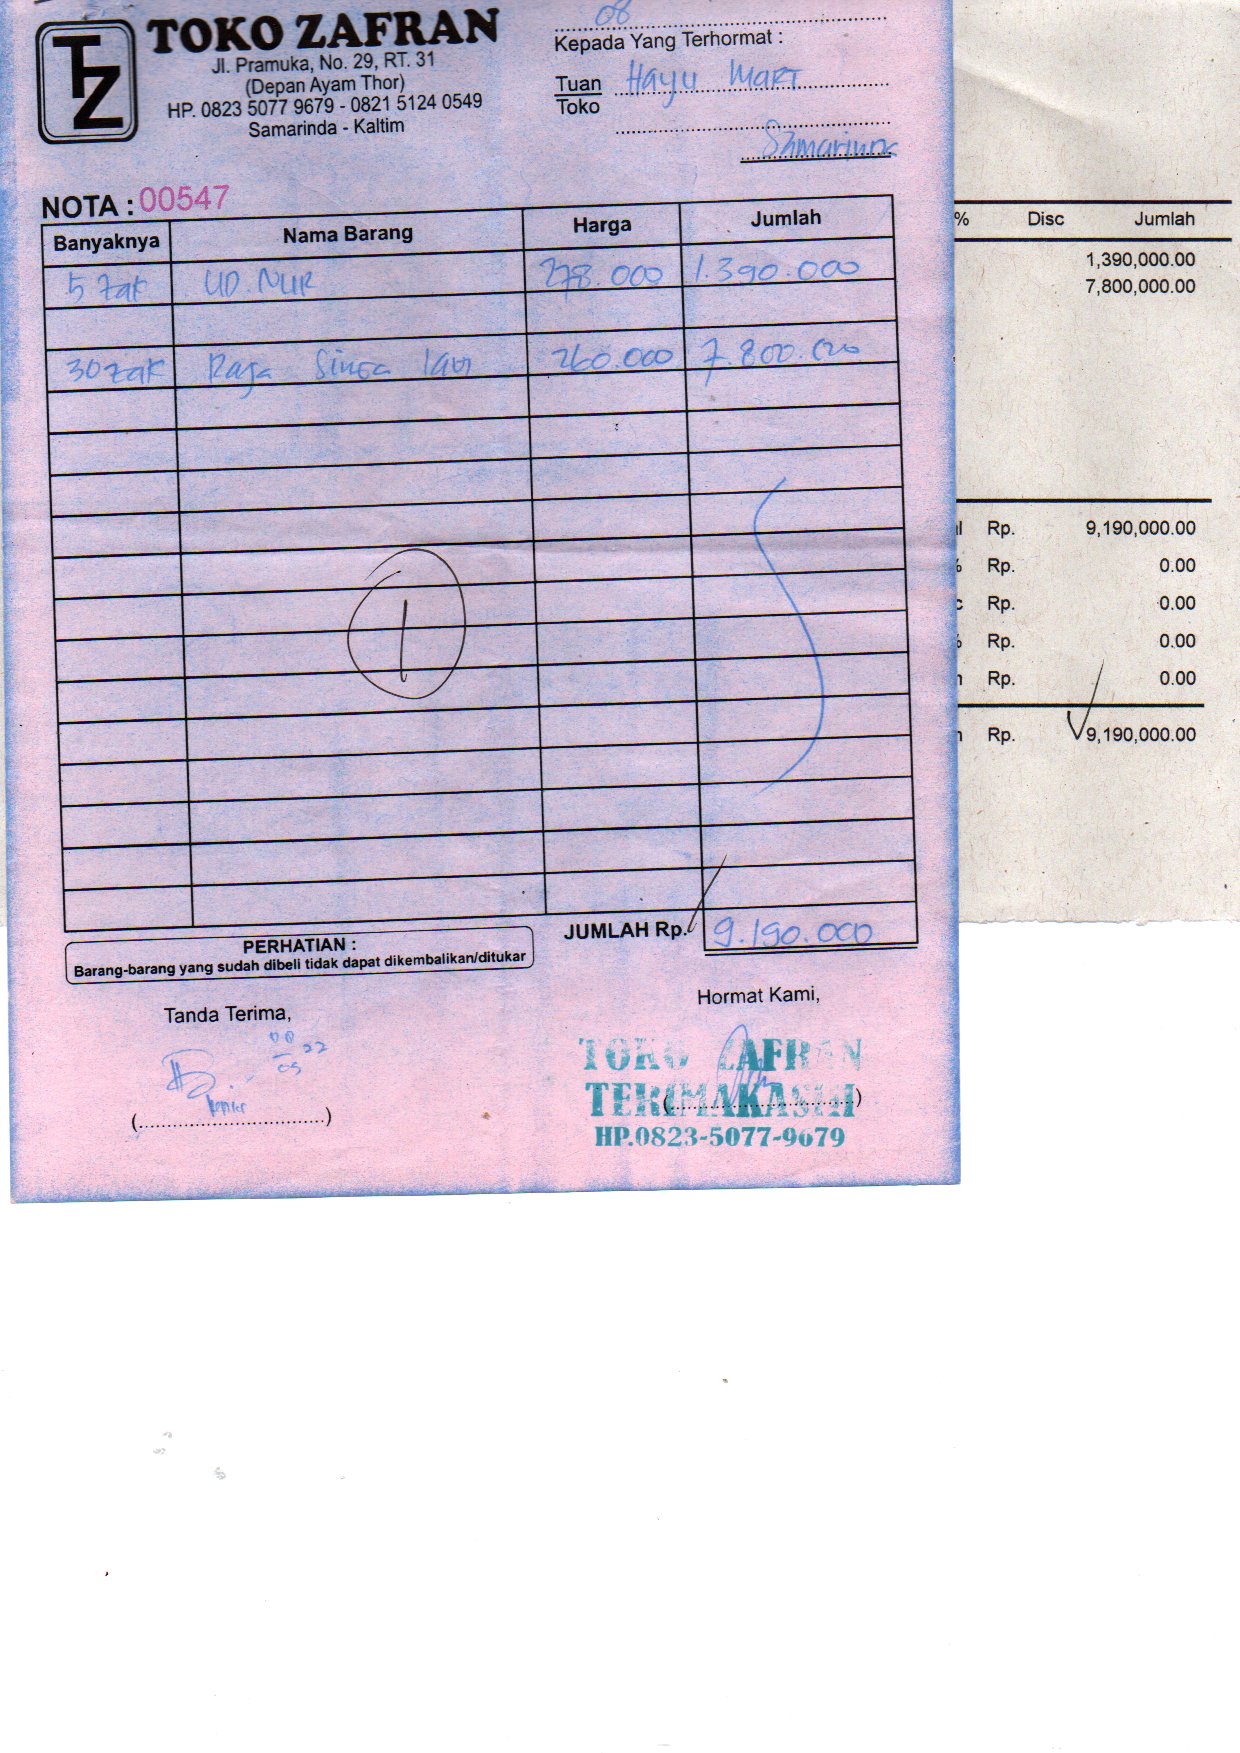 TZ
TOKO ZAFRAN
Jl. Pramuka, No. 29, RT. 31
(Depan Ayam Thor)
HP. 0823 5077 9679 - 0821 5124 0549
Samarinda - Kaltim
08
Kepada Yang Terhormat :
Tuan Hayu Mart
Toko
NOTA : 00547
Banyaknya Nama Barang Harga Jumlah
5 Zak UD. NUR 278.000 1.390.000
30 zak Raja 260.000 7.800.000
1
JUMLAH Rp. 9.190.000
PERHATIAN :
Barang-barang yang sudah dibeli tidak dapat dikembalikan/ditukar
Tanda Terima,
Hormat Kami,
TOKO ZAFRAN
TERIMAKASIH
HP.0823-5077-9679
(..............................)
(..............................)
% Disc Jumlah
1,390,000.00
7,800,000.00
Rp. 9,190,000.00
% Rp. 0.00
Rp. 0.00
% Rp. 0.00
Rp. 0.00
Rp. 9,190,000.00